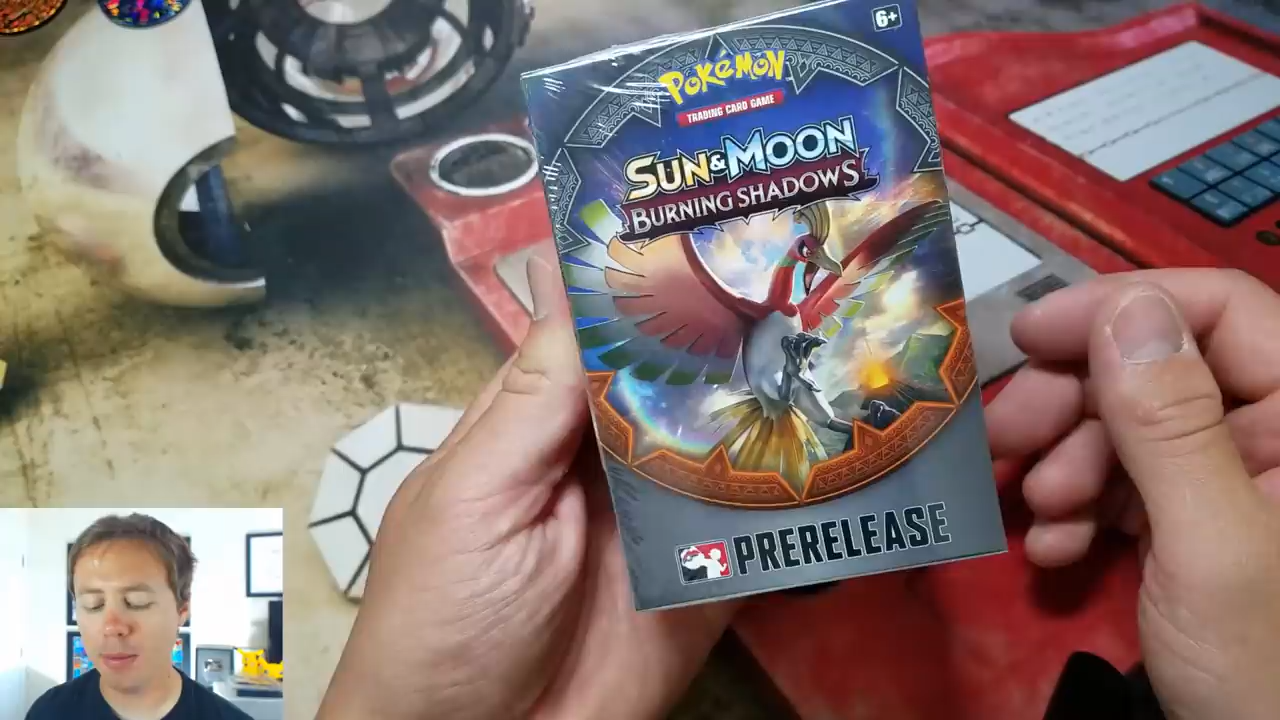 6+
POKéMON
TRADING CARD GAME
SUN & MOON
BURNING SHADOWS
PRERELEASE